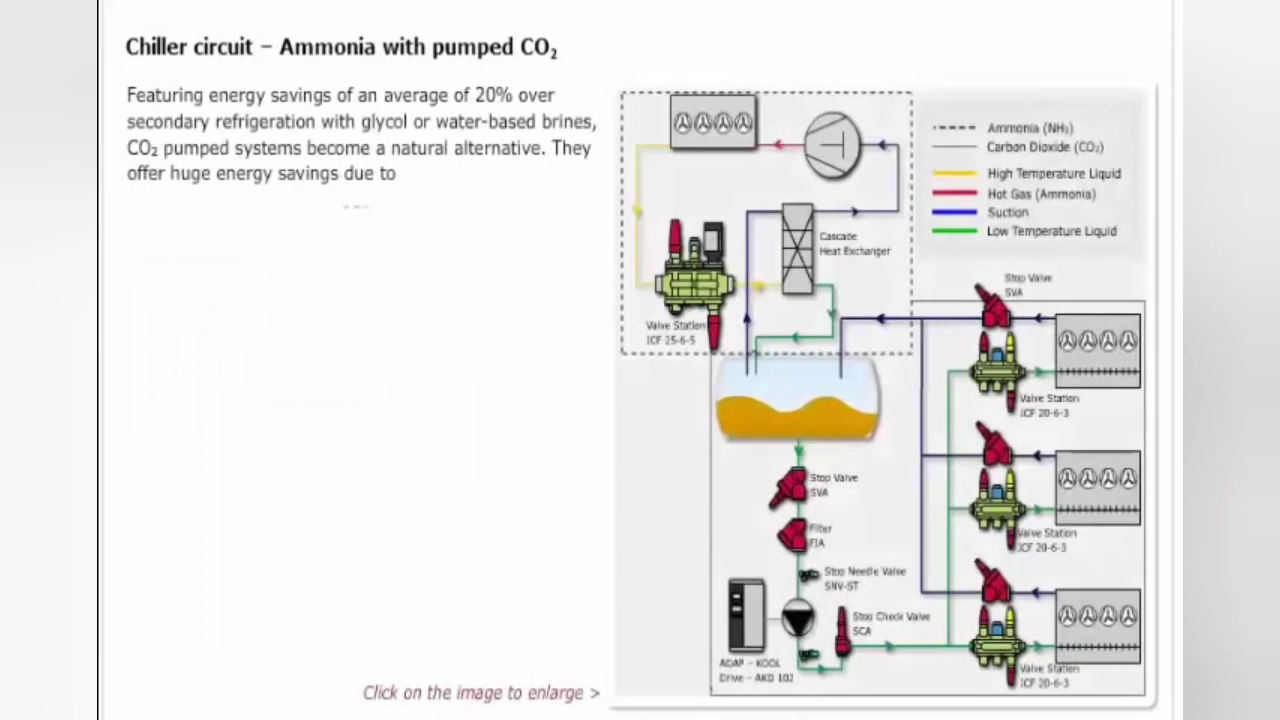 Chiller circuit – Ammonia with pumped CO₂
Featuring energy savings of an average of 20% over
secondary refrigeration with glycol or water-based brines,
CO₂ pumped systems become a natural alternative. They
offer huge energy savings due to
Click on the image to enlarge >
Ammonia (NH₃)
Carbon Dioxide (CO₂)
High Temperature Liquid
Hot Gas (Ammonia)
Suction
Low Temperature Liquid
Cascade
Heat Exchanger
Valve Station
ICF 25-6-5
Stop Valve
SVA
Valve Station
ICF 20-6-3
Stop Valve
SVA
Filter
FIA
Valve Station
ICF 20-6-3
Stop Needle Valve
SNV-ST
Stop Check Valve
SCA
ADAP - KOOL
Drive - AKD 102
Valve Station
ICF 20-6-3